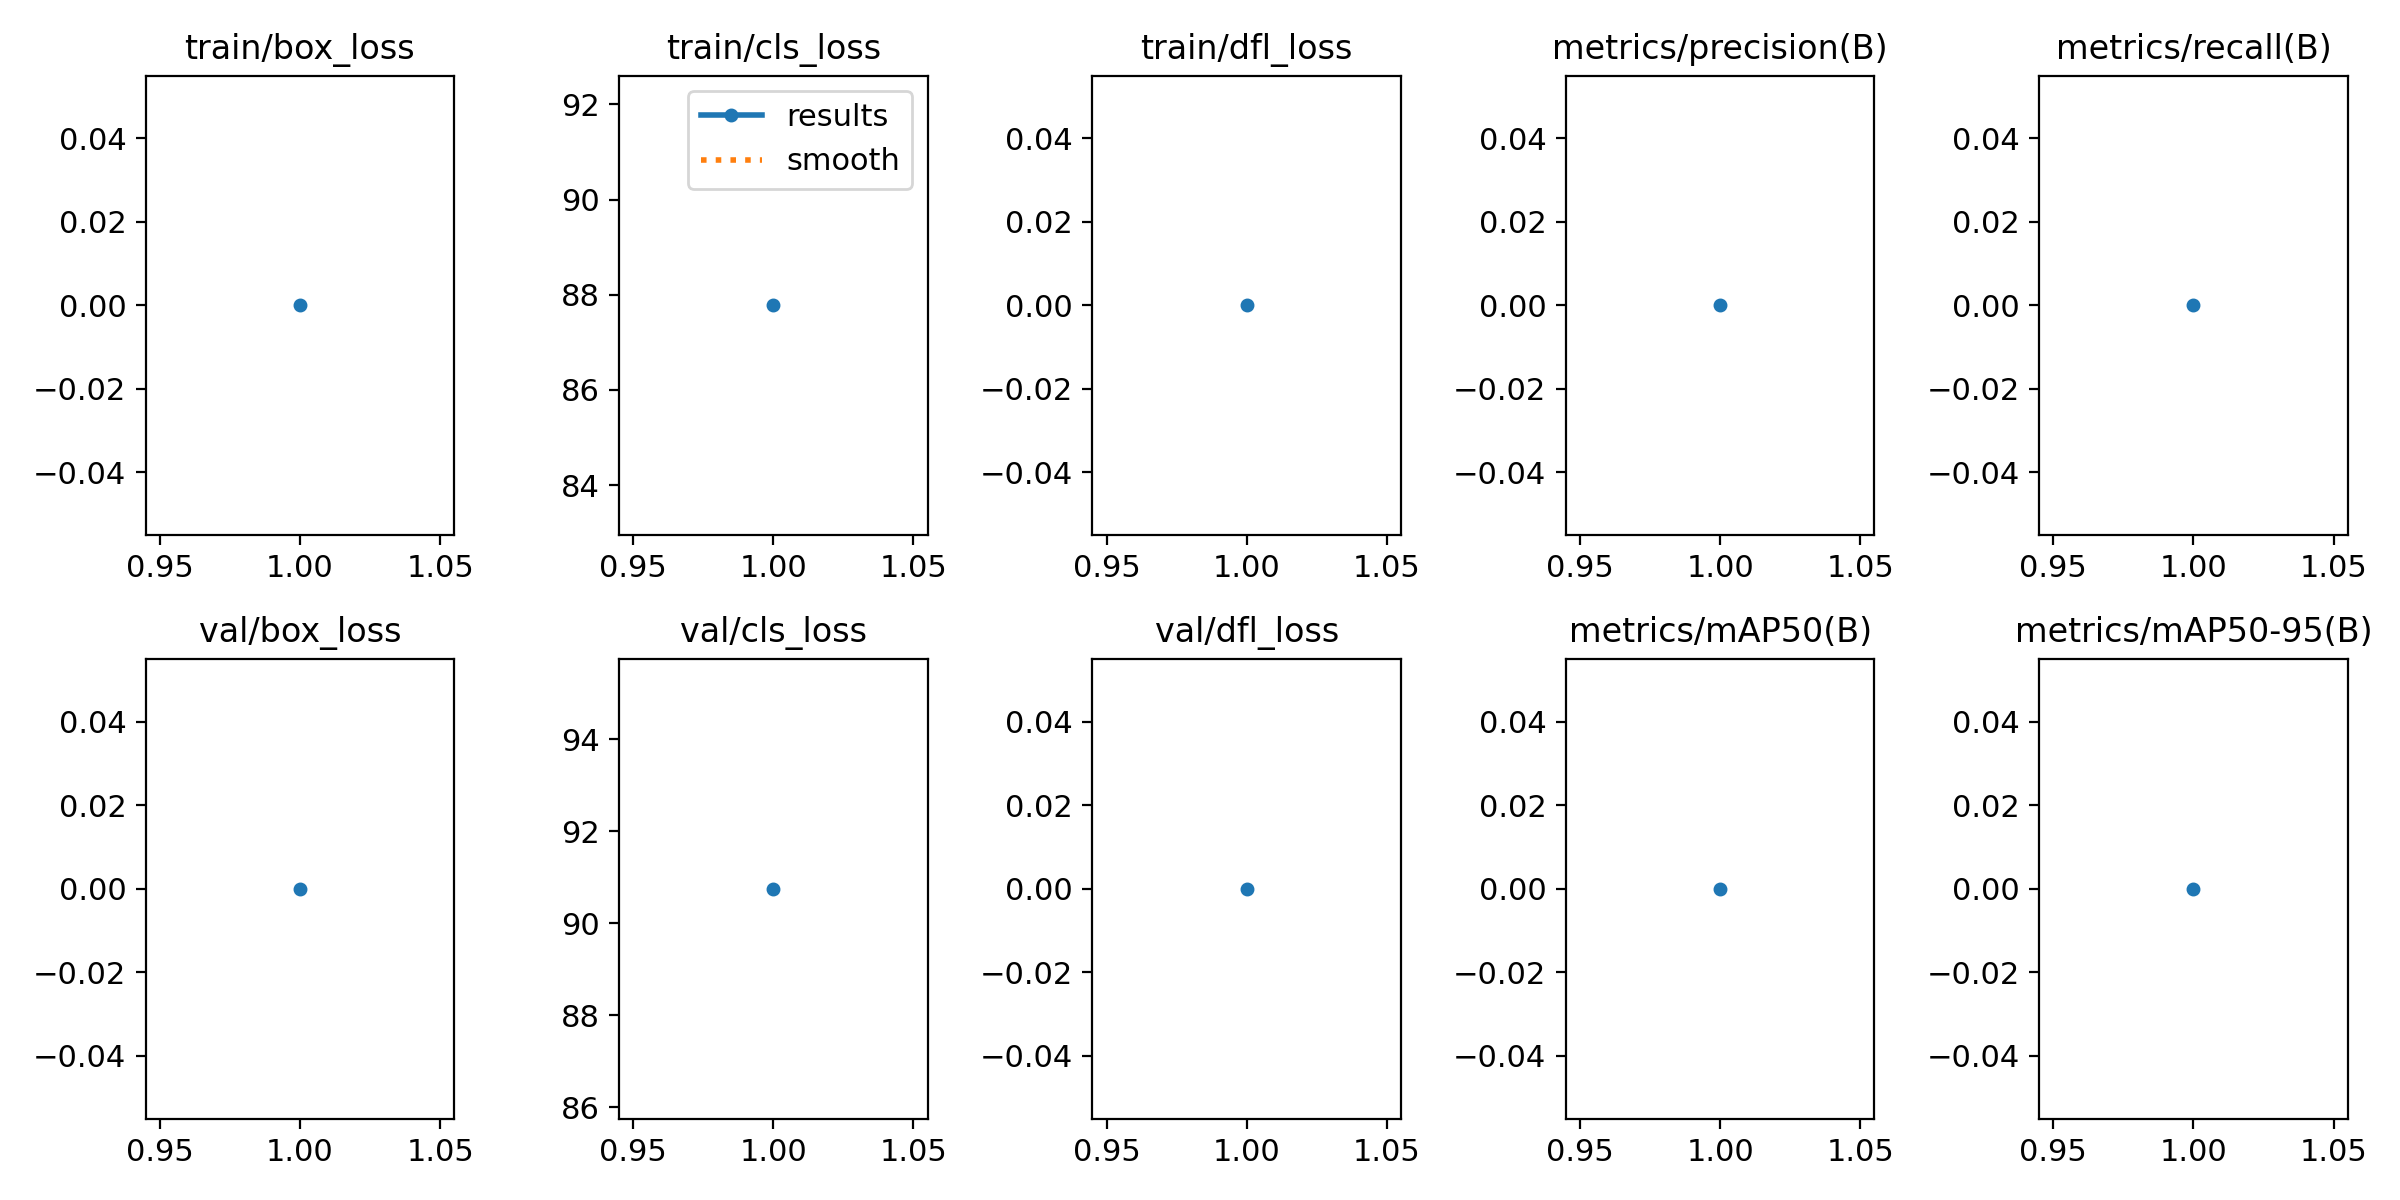 train/box_loss
0.04
0.02
0.00
−0.02
−0.04
0.95 1.00 1.05
train/cls_loss
results
smooth
92
90
88
86
84
0.95 1.00 1.05
train/dfl_loss
0.04
0.02
0.00
−0.02
−0.04
0.95 1.00 1.05
metrics/precision(B)
0.04
0.02
0.00
−0.02
−0.04
0.95 1.00 1.05
metrics/recall(B)
0.04
0.02
0.00
−0.02
−0.04
0.95 1.00 1.05
val/box_loss
0.04
0.02
0.00
−0.02
−0.04
0.95 1.00 1.05
val/cls_loss
94
92
90
88
86
0.95 1.00 1.05
val/dfl_loss
0.04
0.02
0.00
−0.02
−0.04
0.95 1.00 1.05
metrics/mAP50(B)
0.04
0.02
0.00
−0.02
−0.04
0.95 1.00 1.05
metrics/mAP50-95(B)
0.04
0.02
0.00
−0.02
−0.04
0.95 1.00 1.05